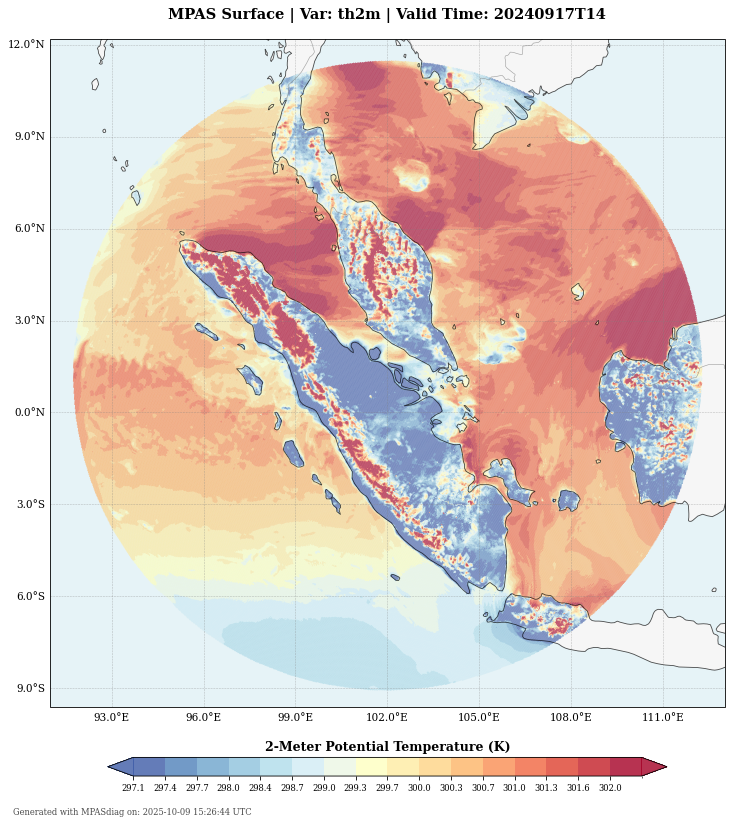 MPAS Surface | Var: th2m | Valid Time: 20240917T14
12.0°N
9.0°N
6.0°N
3.0°N
0.0°N
3.0°S
6.0°S
9.0°S
93.0°E 96.0°E 99.0°E 102.0°E 105.0°E 108.0°E 111.0°E
2-Meter Potential Temperature (K)
297.1 297.4 297.7 298.0 298.4 298.7 299.0 299.3 299.7 300.0 300.3 300.7 301.0 301.3 301.6 302.0
Generated with MPASdiag on: 2025-10-09 15:26:44 UTC